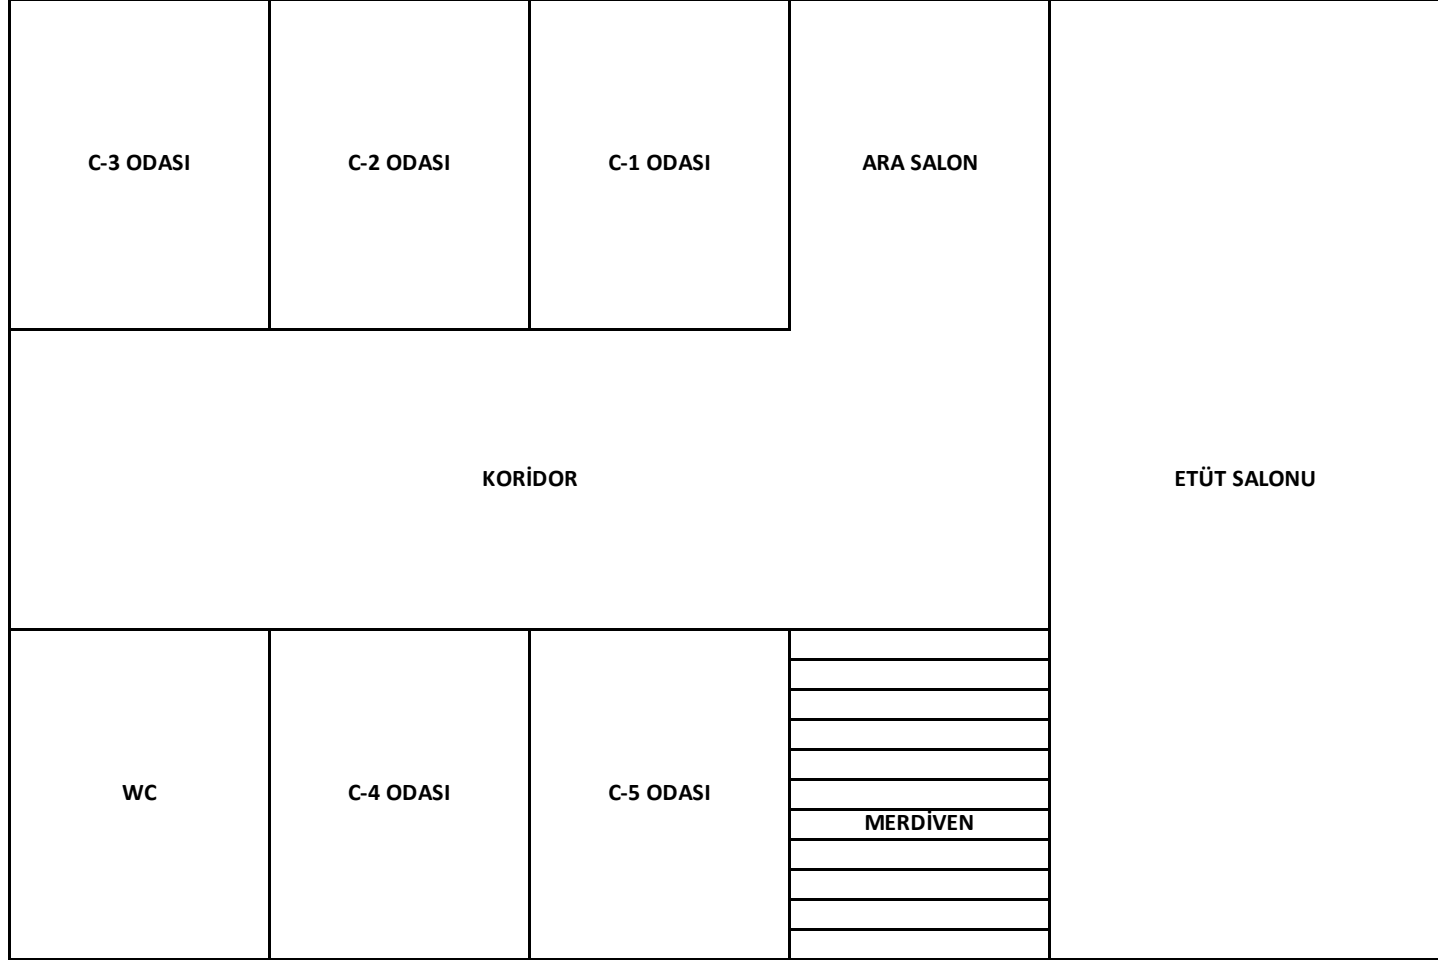 C-3 ODASI
C-2 ODASI
C-1 ODASI
ARA SALON
KORİDOR
ETÜT SALONU
WC
C-4 ODASI
C-5 ODASI
MERDİVEN